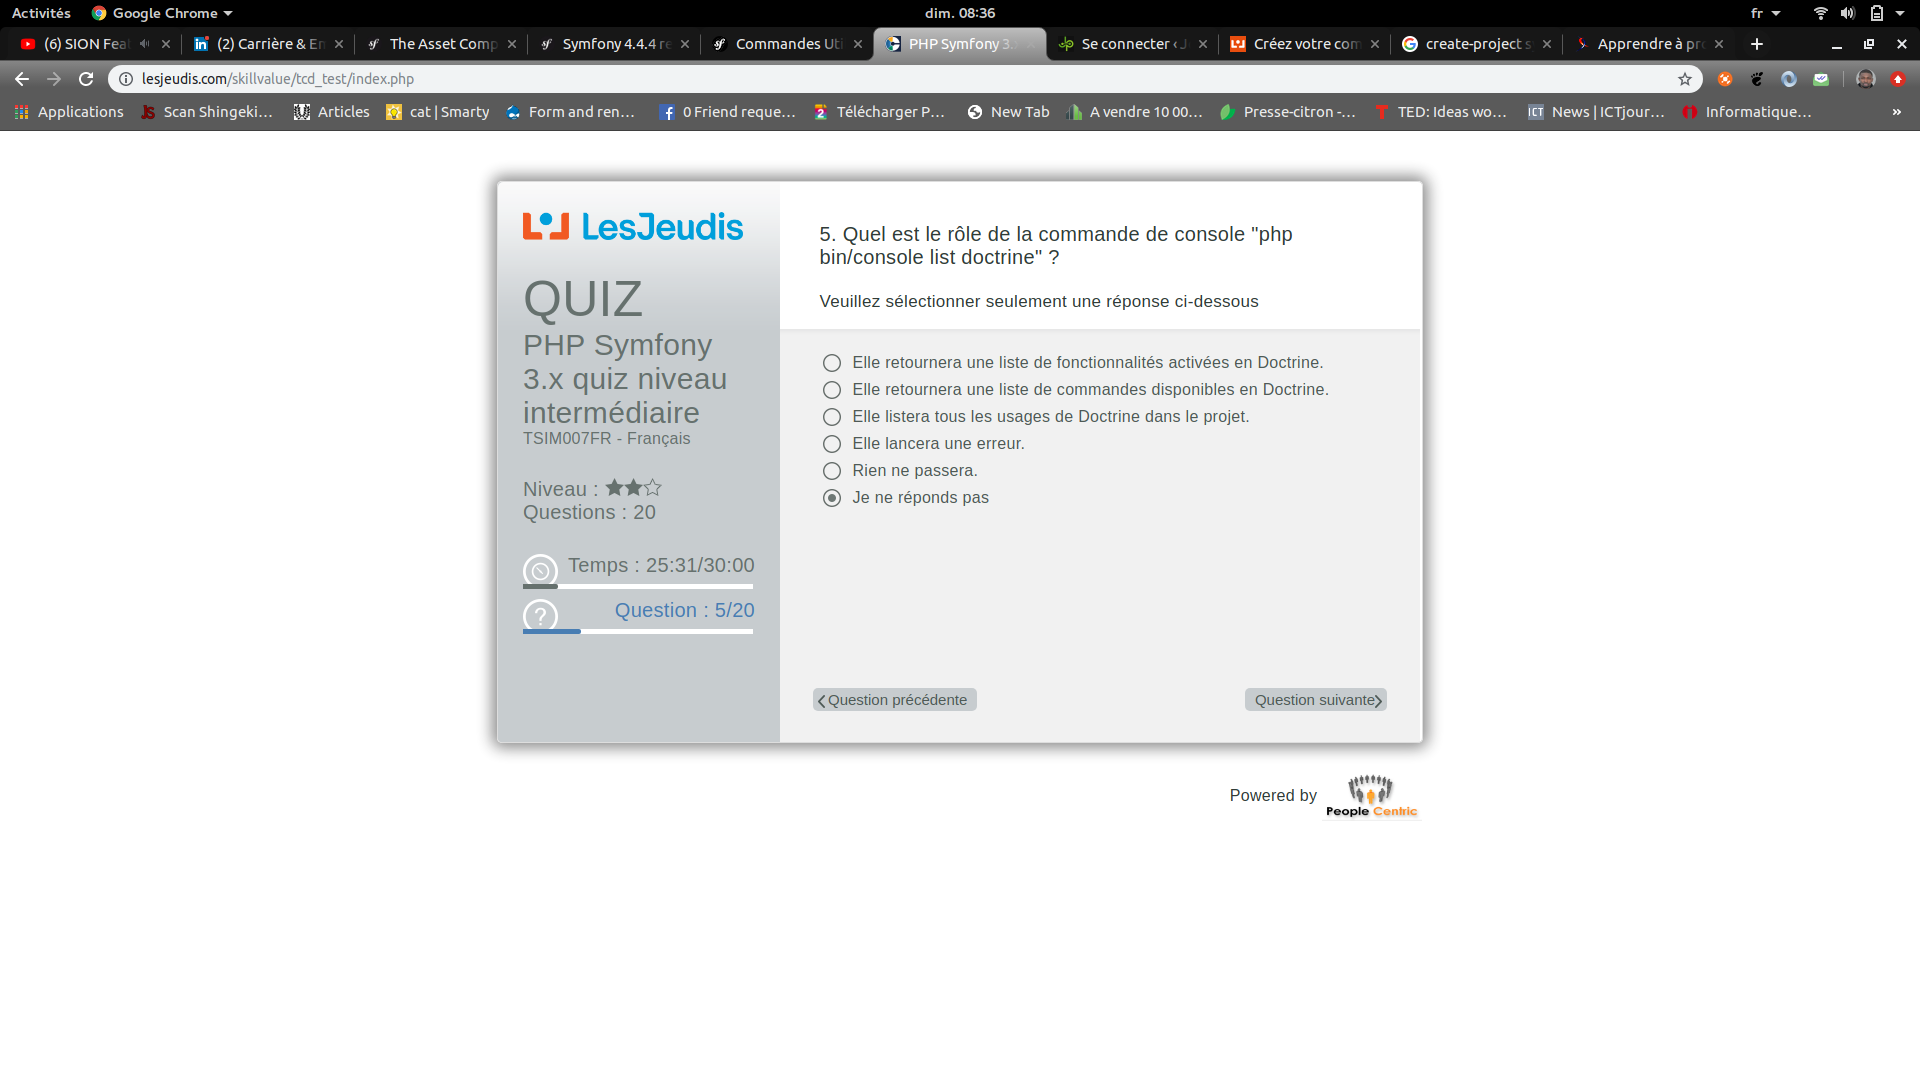 Activités
Google Chrome
dim. 08:36
fr
(6) SION Feat
(2) Carrière & En
The Asset Comp
Symfony 4.4.4 re
Commandes Uti
PHP Symfony 3.
Se connecter ‹ J
Créez votre com
create-project s
Apprendre à pro
lesjeudis.com/skillvalue/tcd_test/index.php
Applications
Scan Shingeki...
Articles
cat | Smarty
Form and ren...
0 Friend reque...
Télécharger P...
New Tab
A vendre 10 00...
Presse-citron -...
TED: Ideas wo...
ICT
News | ICTjour...
Informatique...
»
LesJeudis
QUIZ
PHP Symfony
3.x quiz niveau
intermédiaire
TSIM007FR - Français
Niveau : ★★☆
Questions : 20
Temps : 25:31/30:00
?
Question : 5/20
5. Quel est le rôle de la commande de console "php
bin/console list doctrine" ?
Veuillez sélectionner seulement une réponse ci-dessous
Elle retournera une liste de fonctionnalités activées en Doctrine.
Elle retournera une liste de commandes disponibles en Doctrine.
Elle listera tous les usages de Doctrine dans le projet.
Elle lancera une erreur.
Rien ne passera.
Je ne réponds pas
Question précédente
Question suivante
Powered by
People Centric